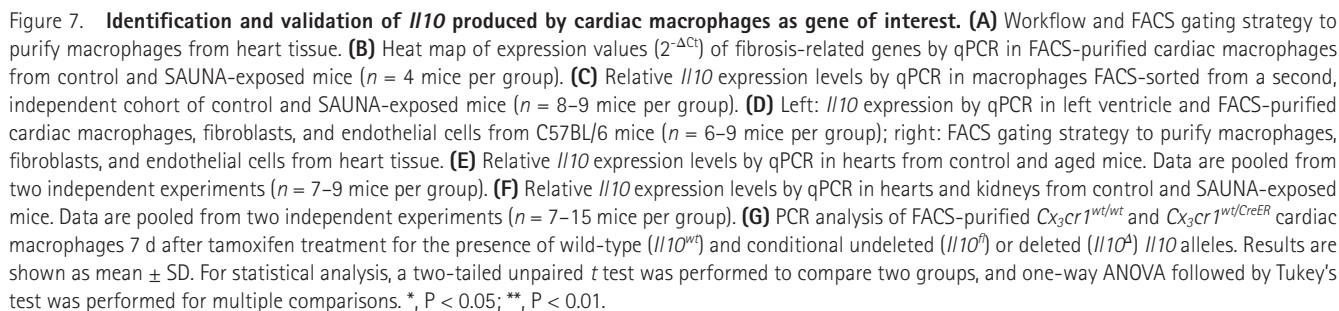 Figure 7. Identification and validation of Il10 produced by cardiac macrophages as gene of interest. (A) Workflow and FACS gating strategy to
purify macrophages from heart tissue. (B) Heat map of expression values (2-ΔCt) of fibrosis-related genes by qPCR in FACS-purified cardiac macrophages
from control and SAUNA-exposed mice (n = 4 mice per group). (C) Relative Il10 expression levels by qPCR in macrophages FACS-sorted from a second,
independent cohort of control and SAUNA-exposed mice (n = 8–9 mice per group). (D) Left: Il10 expression by qPCR in left ventricle and FACS-purified
cardiac macrophages, fibroblasts, and endothelial cells from C57BL/6 mice (n = 6–9 mice per group); right: FACS gating strategy to purify macrophages,
fibroblasts, and endothelial cells from heart tissue. (E) Relative Il10 expression levels by qPCR in hearts from control and aged mice. Data are pooled from
two independent experiments (n = 7–9 mice per group). (F) Relative Il10 expression levels by qPCR in hearts and kidneys from control and SAUNA-exposed
mice. Data are pooled from two independent experiments (n = 7–15 mice per group). (G) PCR analysis of FACS-purified Cx3cr1wt/wt and Cx3cr1wt/CreER cardiac
macrophages 7 d after tamoxifen treatment for the presence of wild-type (Il10wt) and conditional undeleted (Il10fl) or deleted (Il10Δ) Il10 alleles. Results are
shown as mean ± SD. For statistical analysis, a two-tailed unpaired t test was performed to compare two groups, and one-way ANOVA followed by Tukey's
test was performed for multiple comparisons. *, P < 0.05; **, P < 0.01.